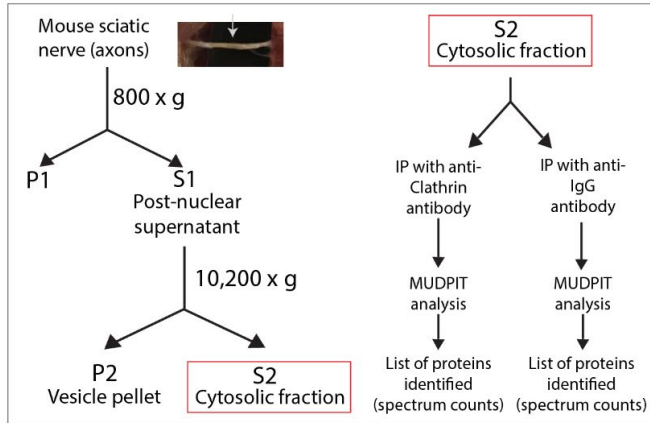 Mouse sciatic
nerve (axons)
800 x g
P1
S1
Post-nuclear
supernatant
10,200 x g
P2
Vesicle pellet
S2
Cytosolic fraction
S2
Cytosolic fraction
IP with anti-
Clathrin
antibody
IP with anti-
IgG
antibody
MUDPIT
analysis
MUDPIT
analysis
List of proteins
identified
(spectrum counts)
List of proteins
identified
(spectrum counts)